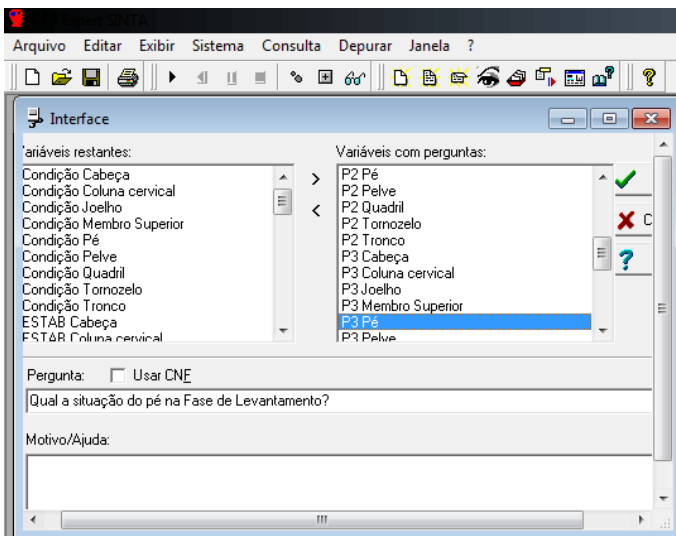 Expert SINTA
Arquivo Editar Exibir Sistema Consulta Depurar Janela ?
Interface
'ariáveis restantes:
Condição Cabeça
Condição Coluna cervical
Condição Joelho
Condição Membro Superior
Condição Pé
Condição Pelve
Condição Quadril
Condição Tornozelo
Condição Tronco
ESTAB Cabeça
ESTAB Coluna cervical
>
<
Variáveis com perguntas:
P2 Pé
P2 Pelve
P2 Quadril
P2 Tornozelo
P2 Tronco
P3 Cabeça
P3 Coluna cervical
P3 Joelho
P3 Membro Superior
P3 Pé
P3 Pelve
C
?
Pergunta: Usar CNF
Qual a situação do pé na Fase de Levantamento?
Motivo/Ajuda: